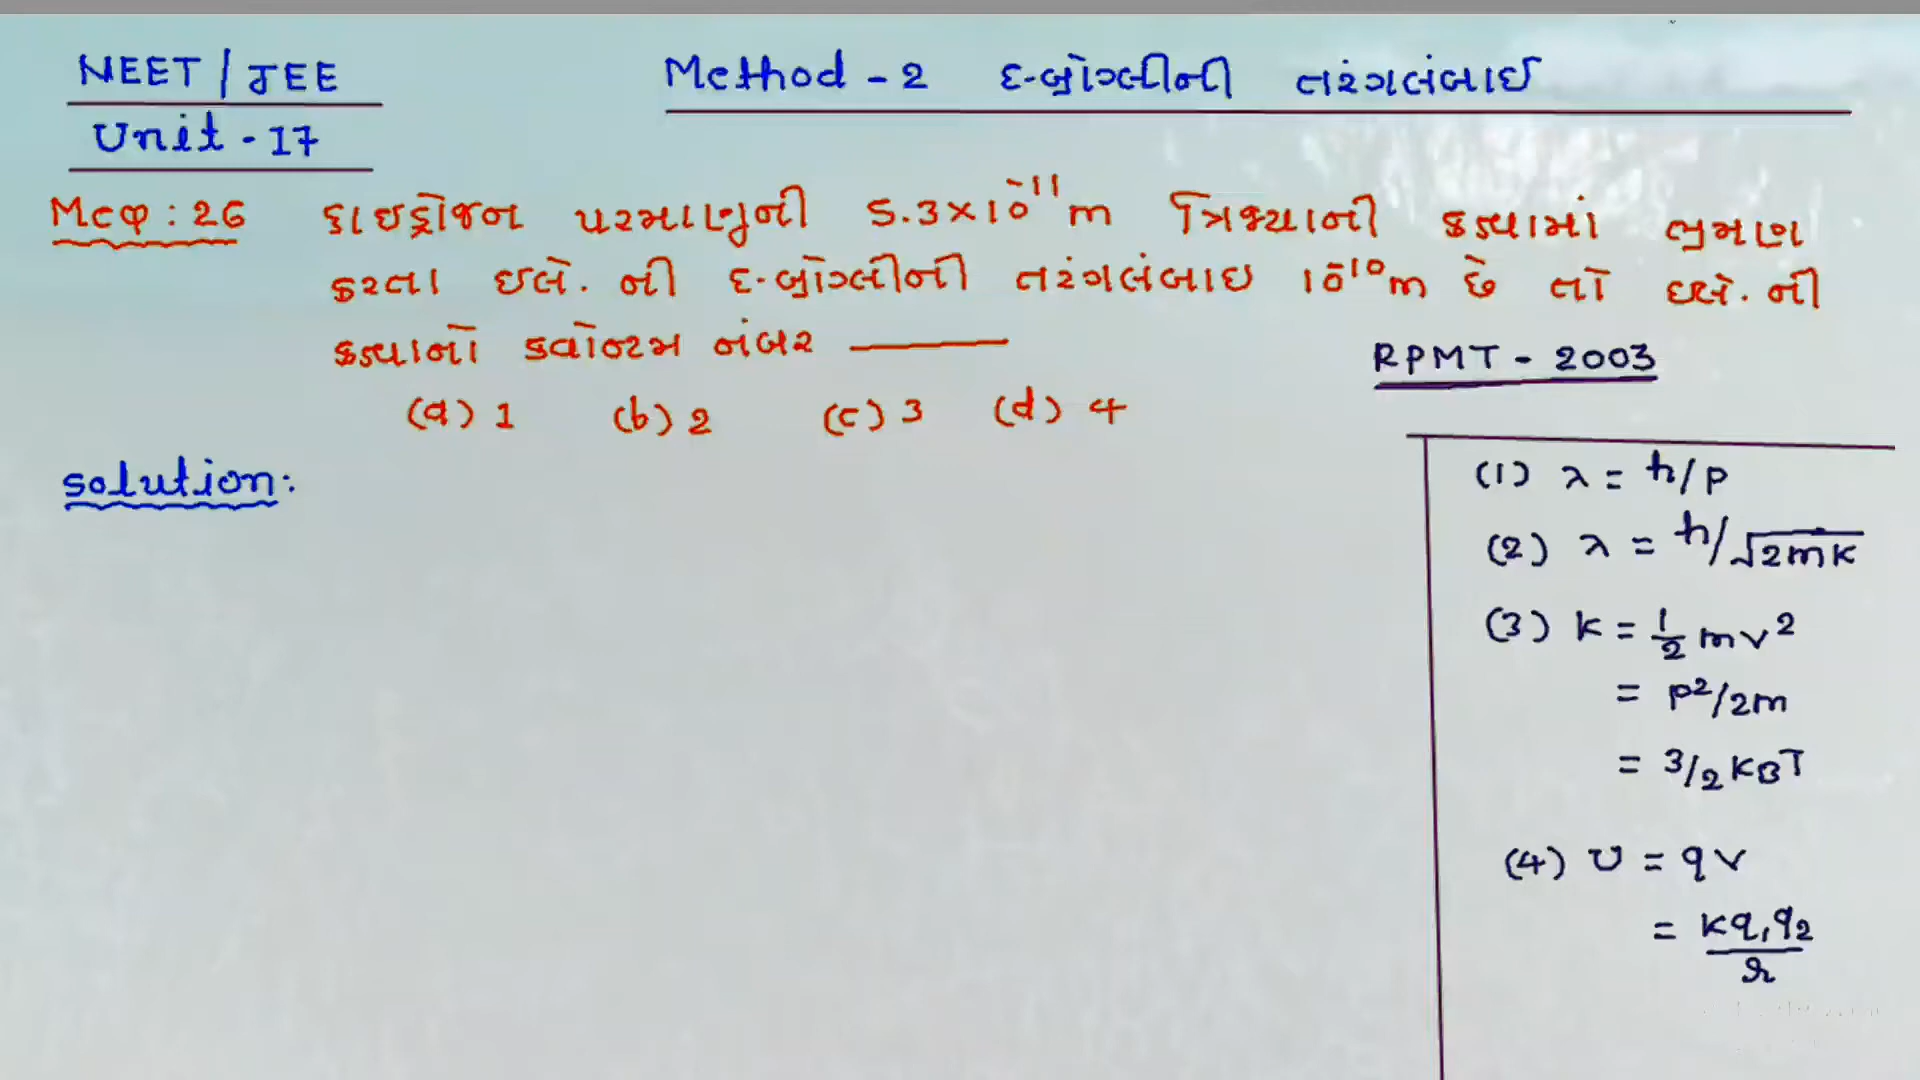 NEET / JEE
Method - 2 દ-બ્રોગ્લીની તરંગલંબાઈ
Unit - 17
MCQ : 26 હાઇડ્રોજન પરમાણુની 5.3×10⁻¹¹ m ત્રિજ્યાની કક્ષામાં ભ્રમણ
કરતા ઇલે. ની દ-બ્રોગ્લીની તરંગલંબાઇ 10⁻¹⁰ m છે તો ઇલે. ની
કક્ષાનો ક્વોન્ટમ નંબર ______
RPMT - 2003
(a) 1 (b) 2 (c) 3 (d) 4
Solution:
(1) λ = h/p
(2) λ = h/√2mk
(3) k = ½ mv²
= p²/2m
= 3/2 KBT
(4) U = qv
= kq₁q₂/r